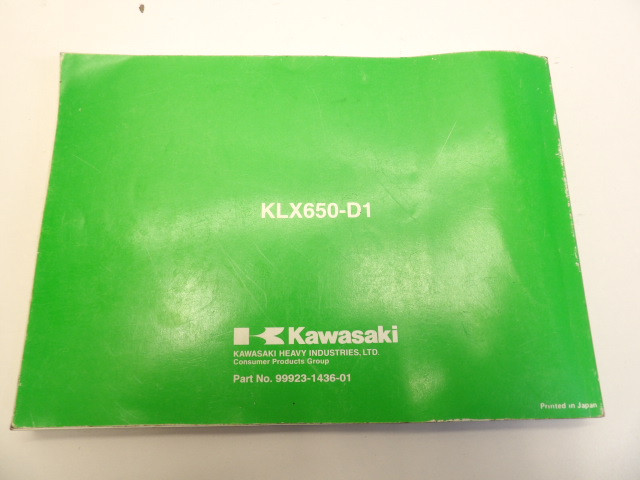 KLX650-D1
Kawasaki
KAWASAKI HEAVY INDUSTRIES, LTD.
Consumer Products Group
Part No. 99923-1436-01
Printed in Japan